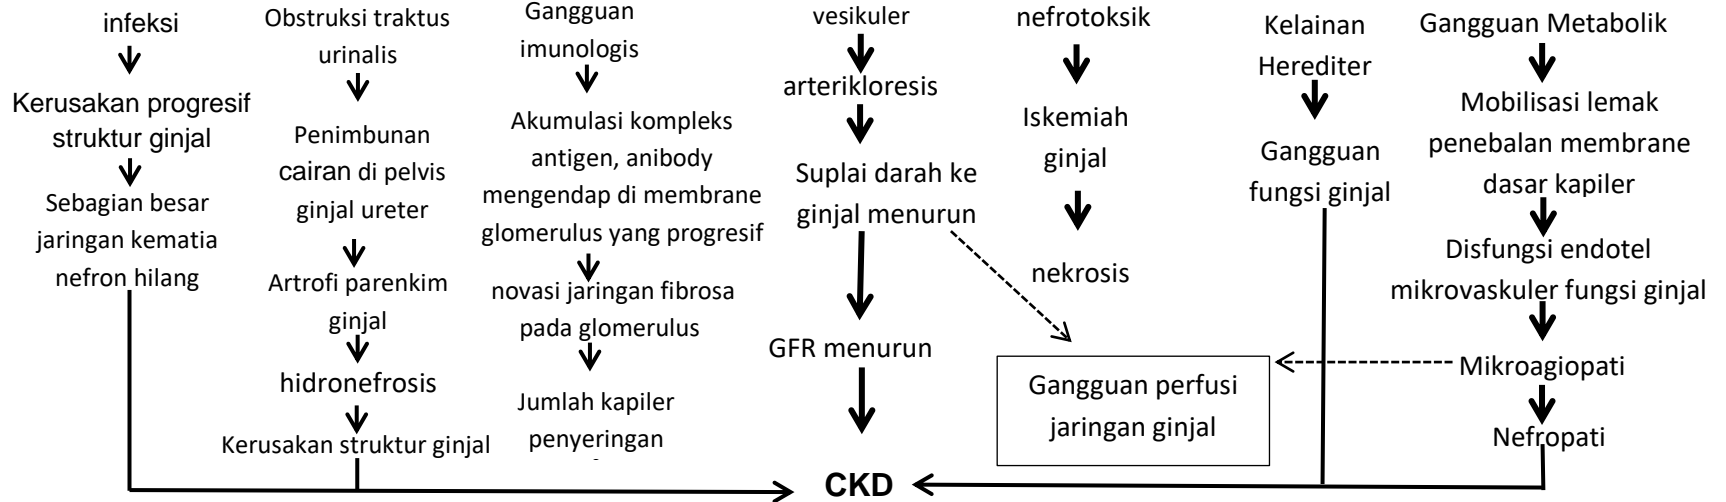 infeksi
Kerusakan progresif
struktur ginjal
Sebagian besar
jaringan kematia
nefron hilang
Obstruksi traktus
urinalis
Penimbunan
cairan di pelvis
ginjal ureter
Artrofi parenkim
ginjal
hidronefrosis
Kerusakan struktur ginjal
Gangguan
imunologis
Akumulasi kompleks
antigen, anibody
mengendap di membrane
glomerulus yang progresif
novasi jaringan fibrosa
pada glomerulus
Jumlah kapiler
penyeringan
vesikuler
arterikloresis
Suplai darah ke
ginjal menurun
GFR menurun
nefrotoksik
Iskemiah
ginjal
nekrosis
Gangguan perfusi
jaringan ginjal
Kelainan
Herediter
Gangguan
fungsi ginjal
Gangguan Metabolik
Mobilisasi lemak
penebalan membrane
dasar kapiler
Disfungsi endotel
mikrovaskuler fungsi ginjal
Mikroagiopati
Nefropati
CKD